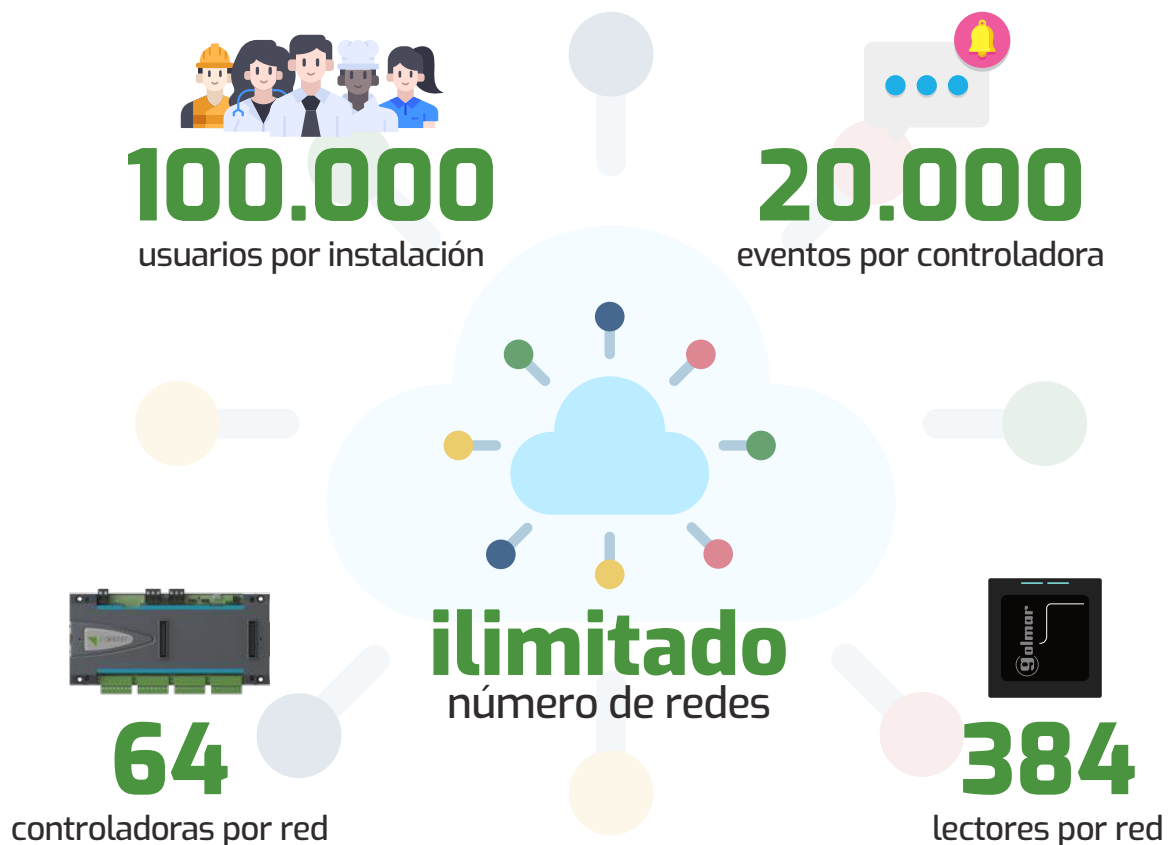 100.000
usuarios por instalación
20.000
eventos por controladora
ilimitado
número de redes
64
controladoras por red
golmar
384
lectores por red